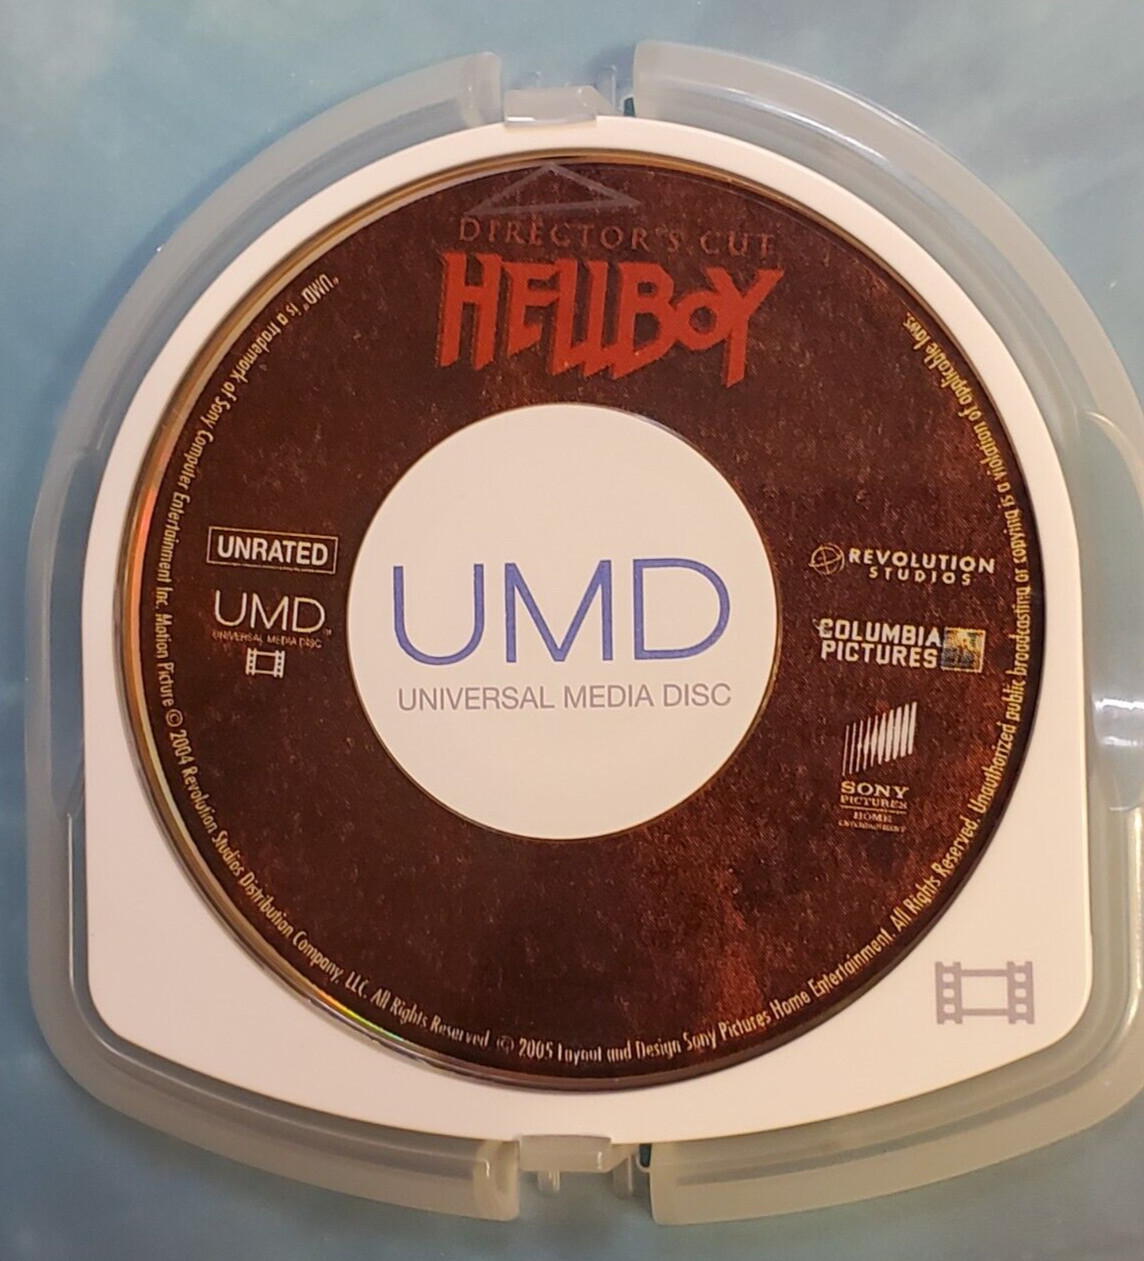 DIRECTOR'S CUT
HELLBOY
UNRATED
UMD™
UNIVERSAL MEDIA DISC
UMD
UNIVERSAL MEDIA DISC
REVOLUTION
STUDIOS
COLUMBIA
PICTURES
SONY
PICTURES
HOME
ENTERTAINMENT
"UMD" is a trademark of Sony Computer Entertainment Inc. Motion Picture © 2004 Revolution Studios Distribution Company, LLC. All Rights Reserved. © 2005 Layout and Design Sony Pictures Home Entertainment. All Rights Reserved. Unauthorized public broadcasting or copying is a violation of applicable laws.